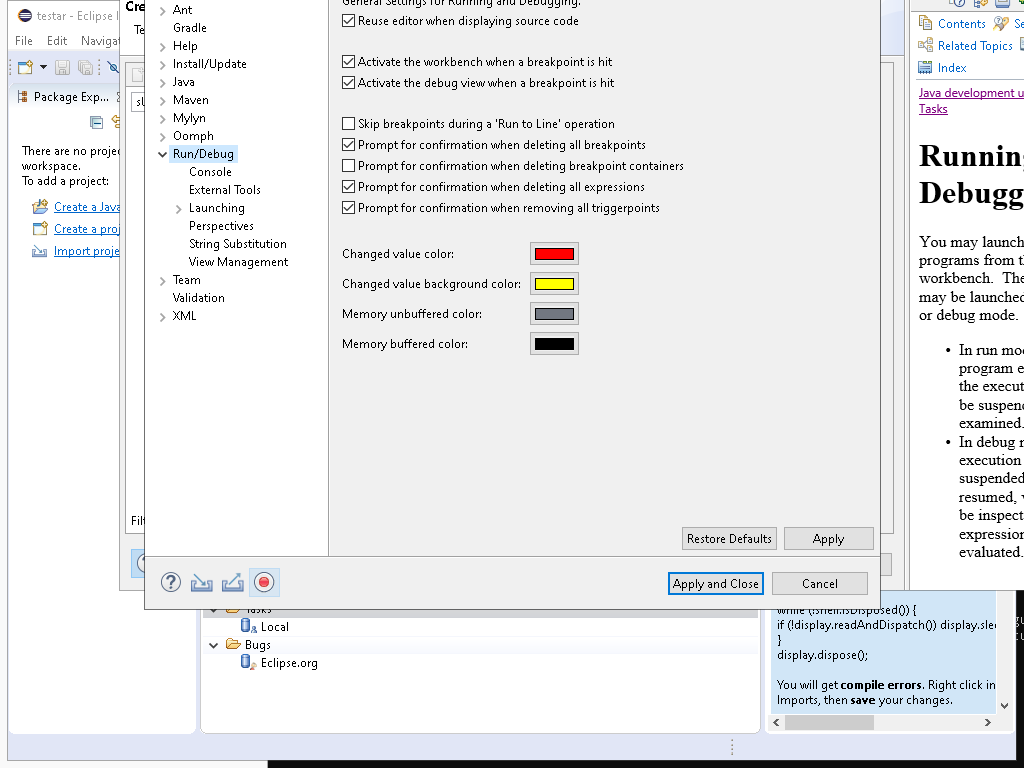 testar - Eclipse I
File Edit Navigat
Package Exp...
There are no projec
workspace.
To add a project:
Create a Java
Create a proj
Import proje
Cre
Te
Filt
Ant
Gradle
Help
Install/Update
Java
Maven
Mylyn
Oomph
Run/Debug
Console
External Tools
Launching
Perspectives
String Substitution
View Management
Team
Validation
XML
General Settings for Running and Debugging.
Reuse editor when displaying source code
Activate the workbench when a breakpoint is hit
Activate the debug view when a breakpoint is hit
Skip breakpoints during a 'Run to Line' operation
Prompt for confirmation when deleting all breakpoints
Prompt for confirmation when deleting breakpoint containers
Prompt for confirmation when deleting all expressions
Prompt for confirmation when removing all triggerpoints
Changed value color:
Changed value background color:
Memory unbuffered color:
Memory buffered color:
Restore Defaults Apply
Apply and Close Cancel
Contents Se
Related Topics
Index
Java development u
Tasks
Running
Debugg
You may launch
programs from th
workbench. The
may be launched
or debug mode.
• In run mod
program e
the execut
be suspend
examined.
• In debug m
execution
suspended
resumed, v
be inspect
expression
evaluated.
Tasks
Local
Bugs
Eclipse.org
while (!shell.isDisposed()) {
if (!display.readAndDispatch()) display.slee
}
display.dispose();
You will get compile errors. Right click in
Imports, then save your changes.